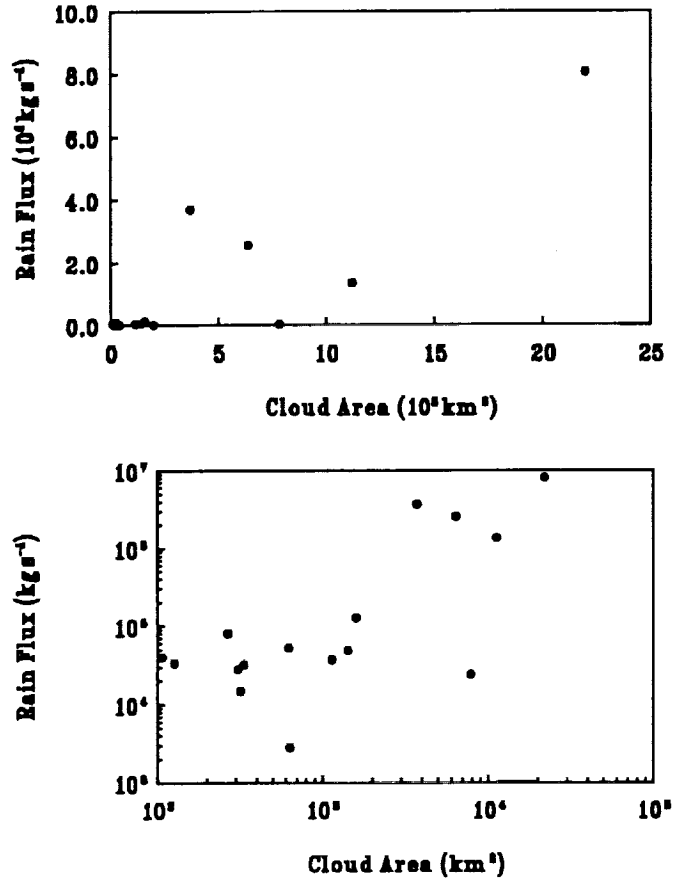 10.0
8.0
6.0
4.0
2.0
0.0
Rain Flux (10⁶kg s⁻¹)
0 5 10 15 20 25
Cloud Area (10³km²)
10⁷
10⁶
10⁵
10⁴
10³
Rain Flux (kg s⁻¹)
10² 10³ 10⁴ 10⁵
Cloud Area (km²)